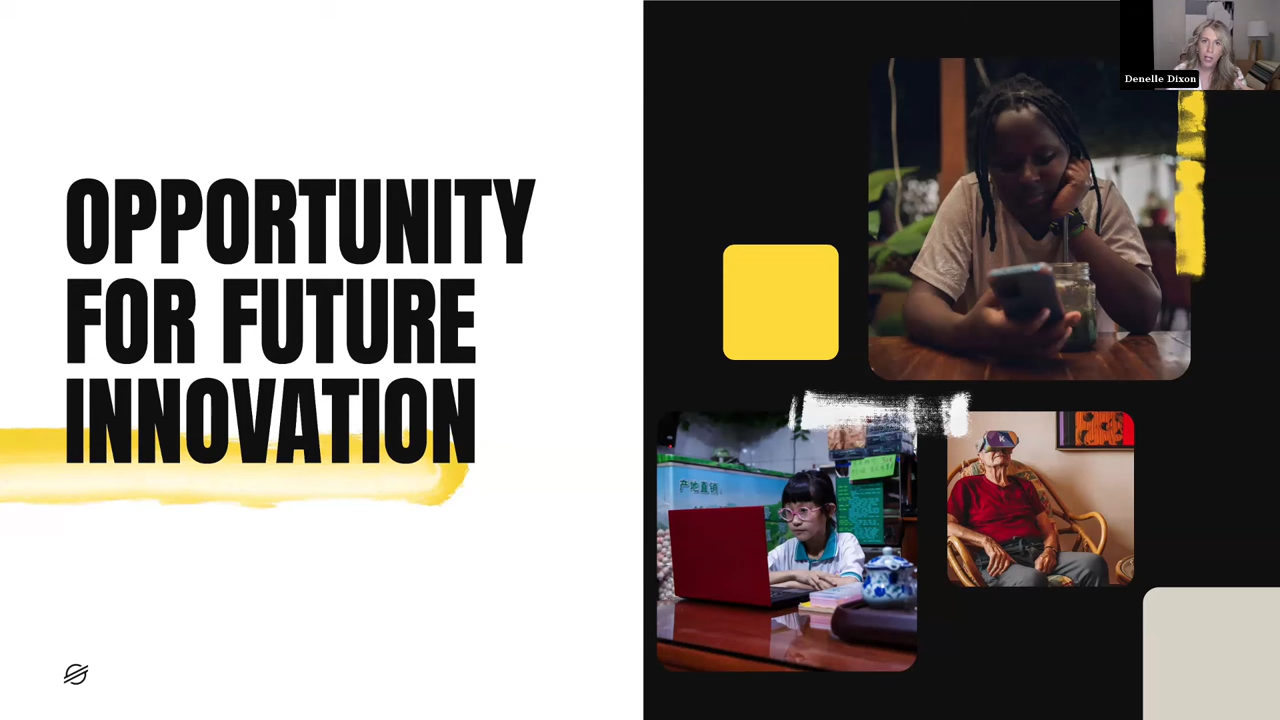 OPPORTUNITY
FOR FUTURE
INNOVATION
Denelle Dixon
产地直销
K